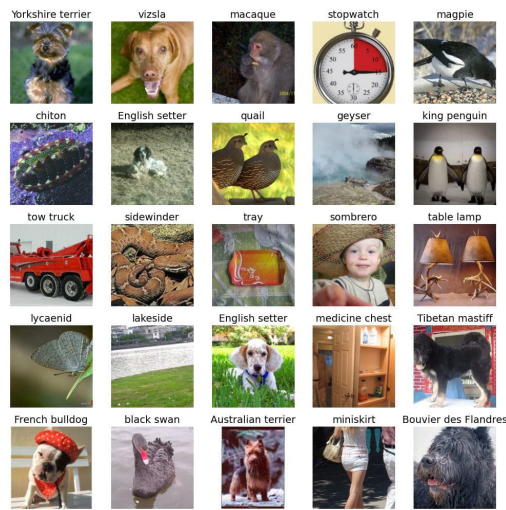 Yorkshire terrier
vizsla
macaque
stopwatch
magpie
chiton
English setter
quail
geyser
king penguin
tow truck
sidewinder
tray
sombrero
table lamp
lycaenid
lakeside
English setter
medicine chest
Tibetan mastiff
French bulldog
black swan
Australian terrier
miniskirt
Bouvier des Flandres